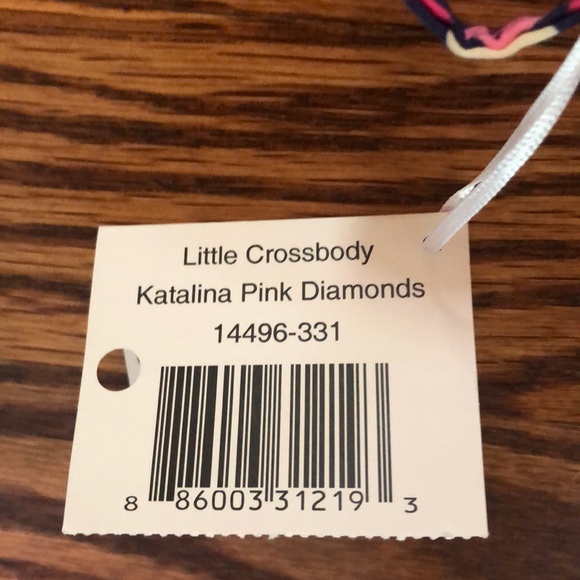 Little Crossbody
Katalina Pink Diamonds
14496-331
8 86003 31219 3